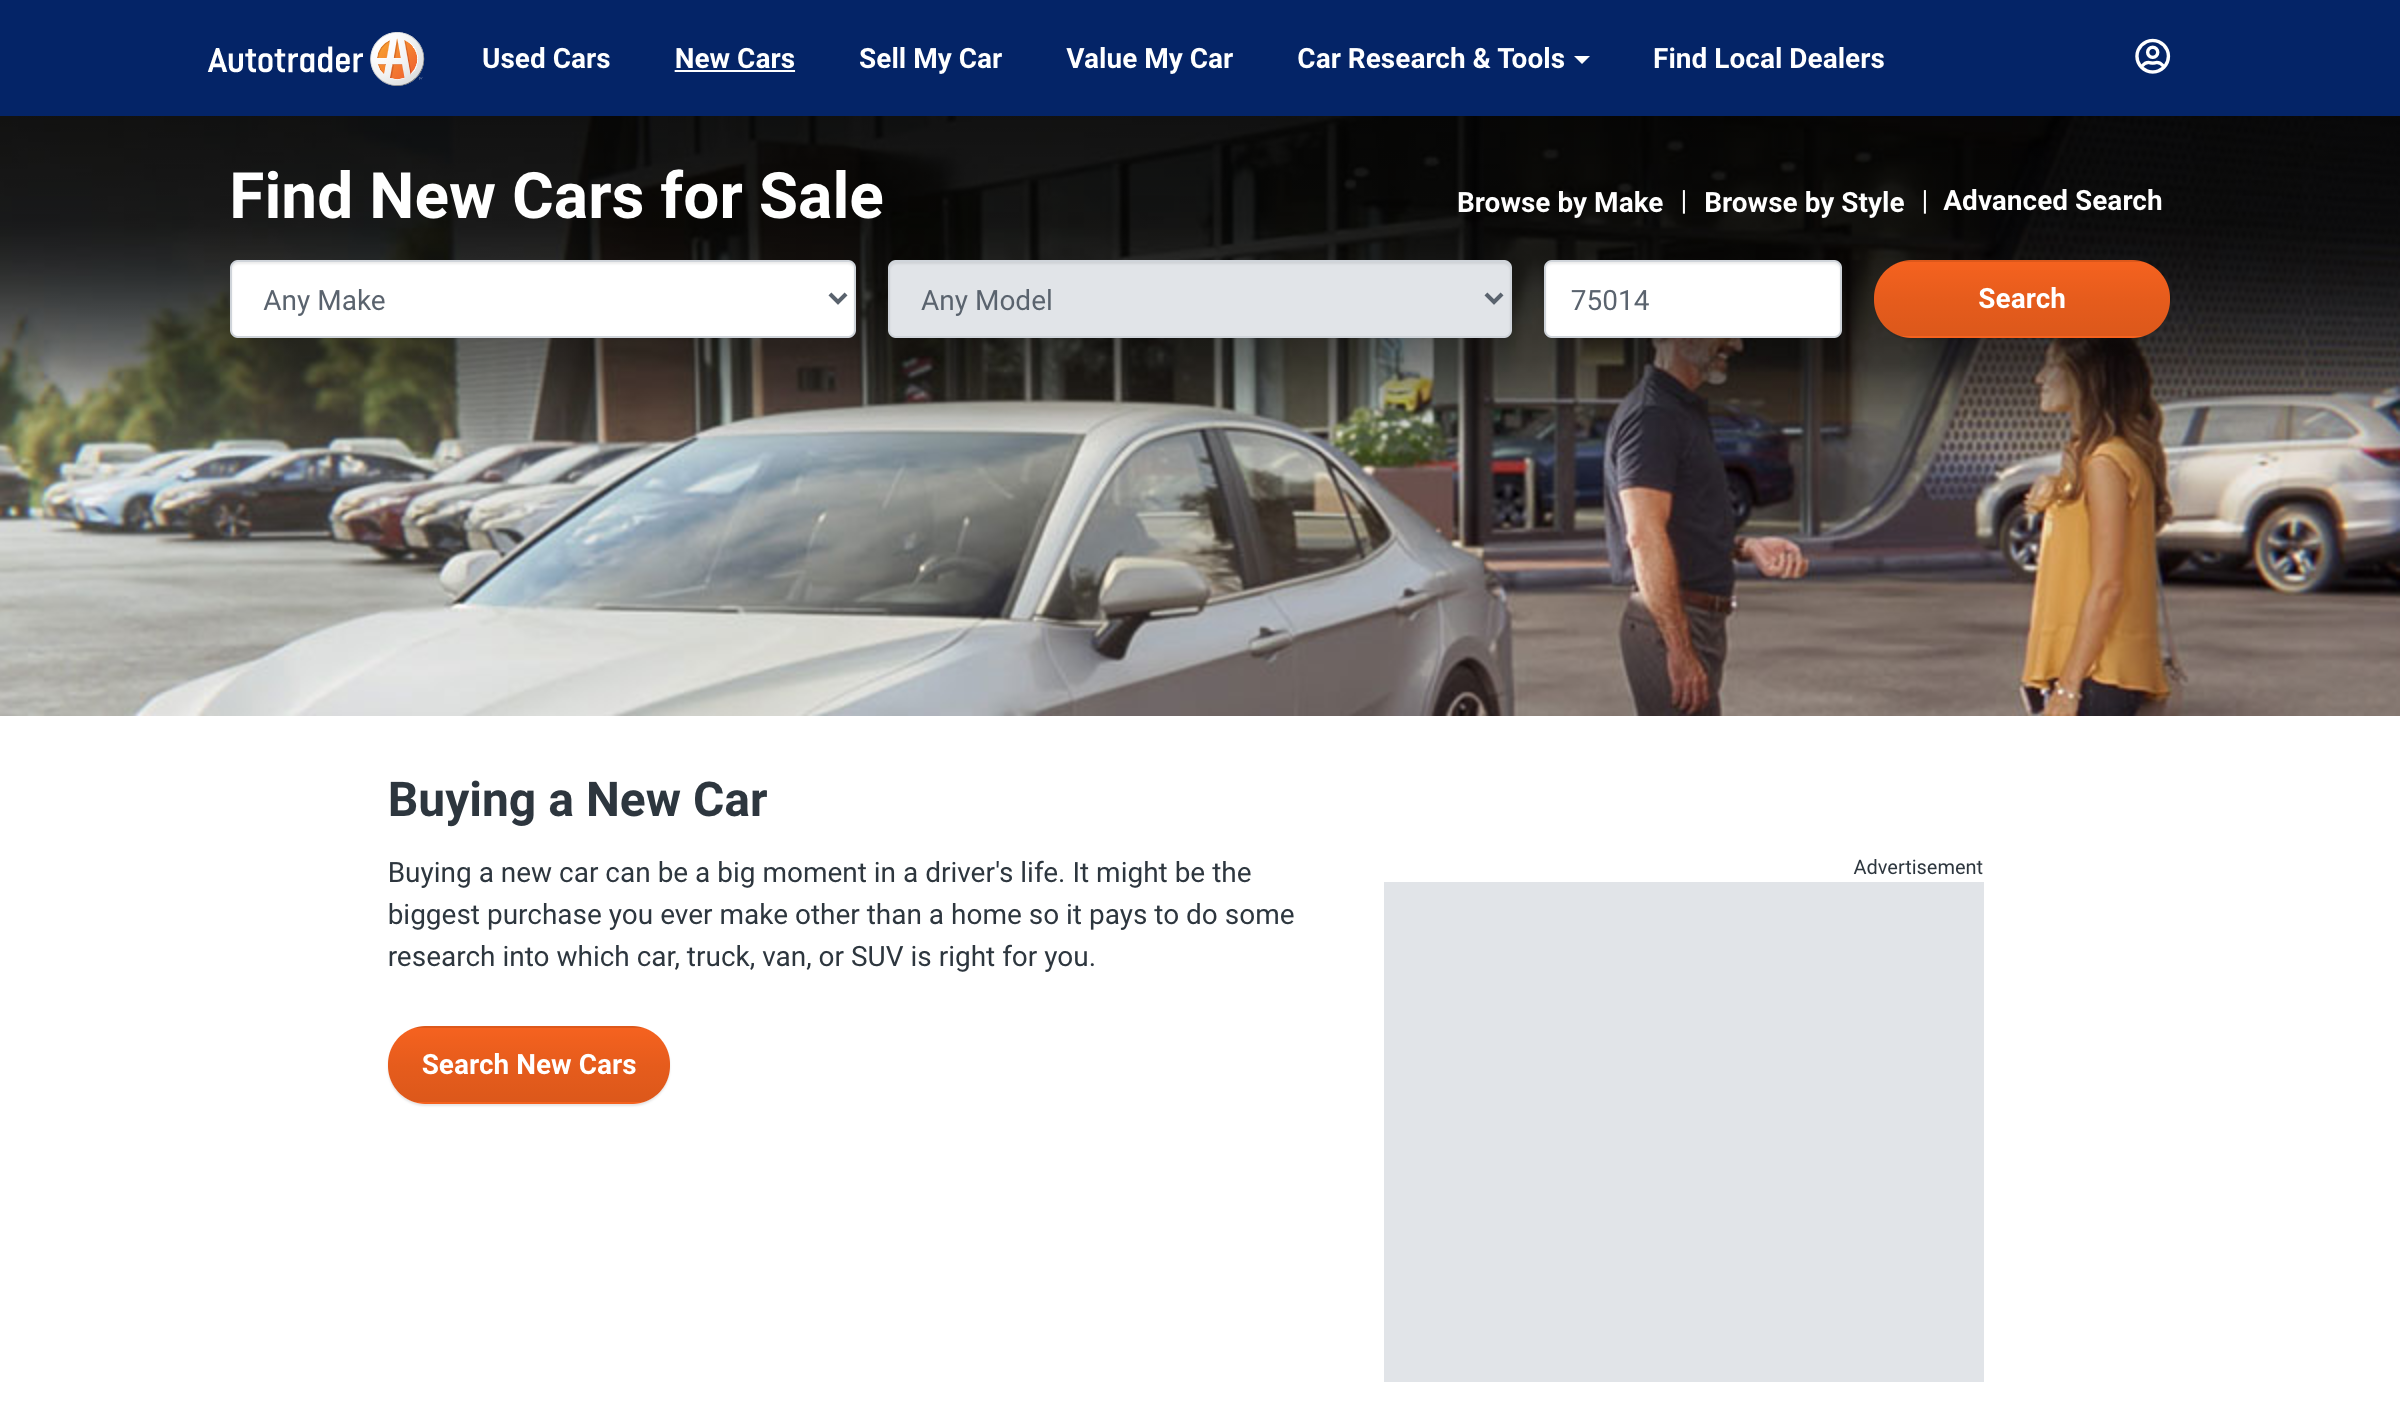 Autotrader
Used Cars
New Cars
Sell My Car
Value My Car
Car Research & Tools
Find Local Dealers
Find New Cars for Sale
Browse by Make | Browse by Style | Advanced Search
Any Make
Any Model
75014
Search
Buying a New Car
Buying a new car can be a big moment in a driver's life. It might be the
biggest purchase you ever make other than a home so it pays to do some
research into which car, truck, van, or SUV is right for you.
Search New Cars
Advertisement